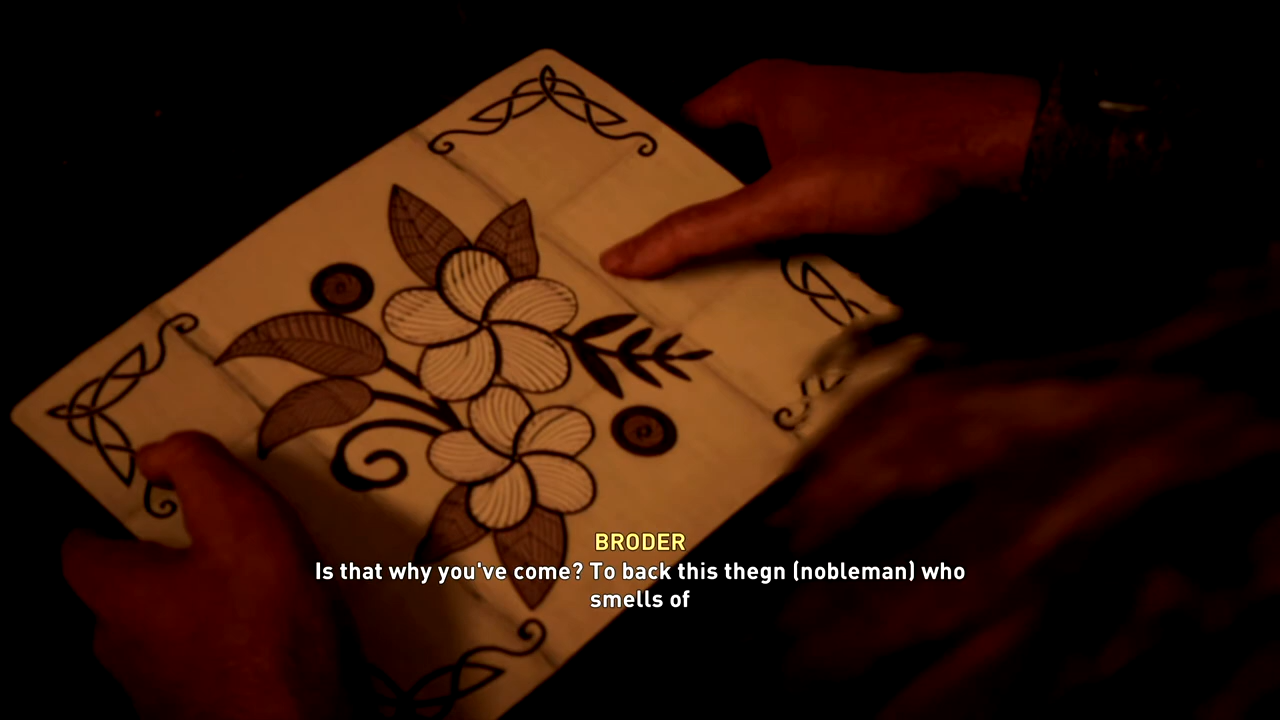 BRODER
Is that why you've come? To back this thegn (nobleman) who
smells of